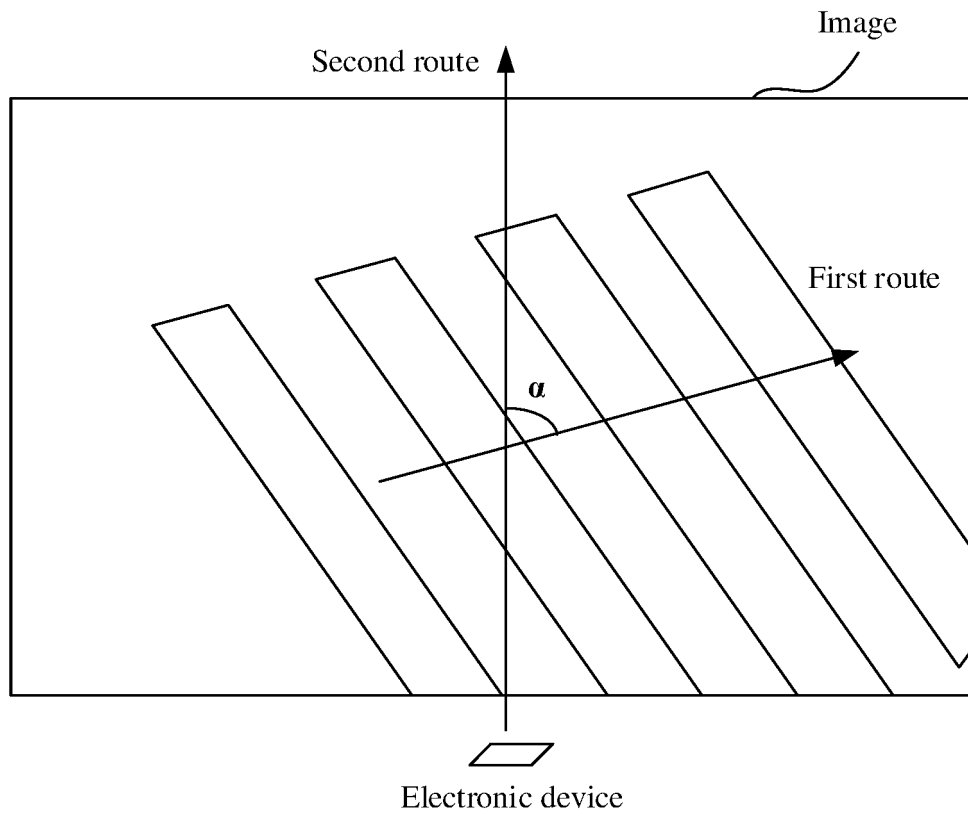 Image
Second route
First route
α
Electronic device